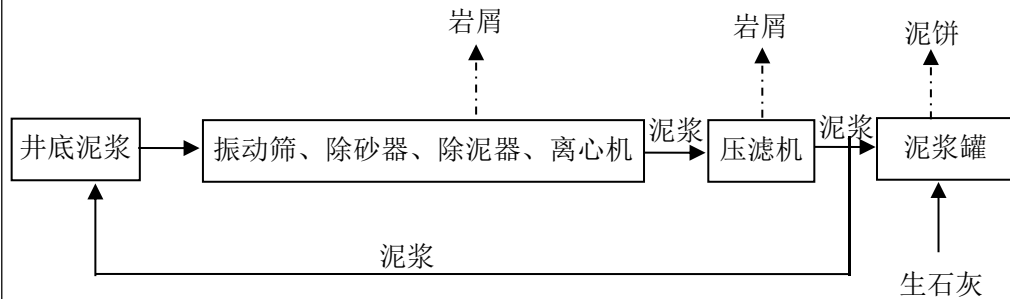 岩屑
岩屑
泥饼
井底泥浆
振动筛、除砂器、除泥器、离心机
泥浆
压滤机
泥浆
泥浆罐
泥浆
生石灰